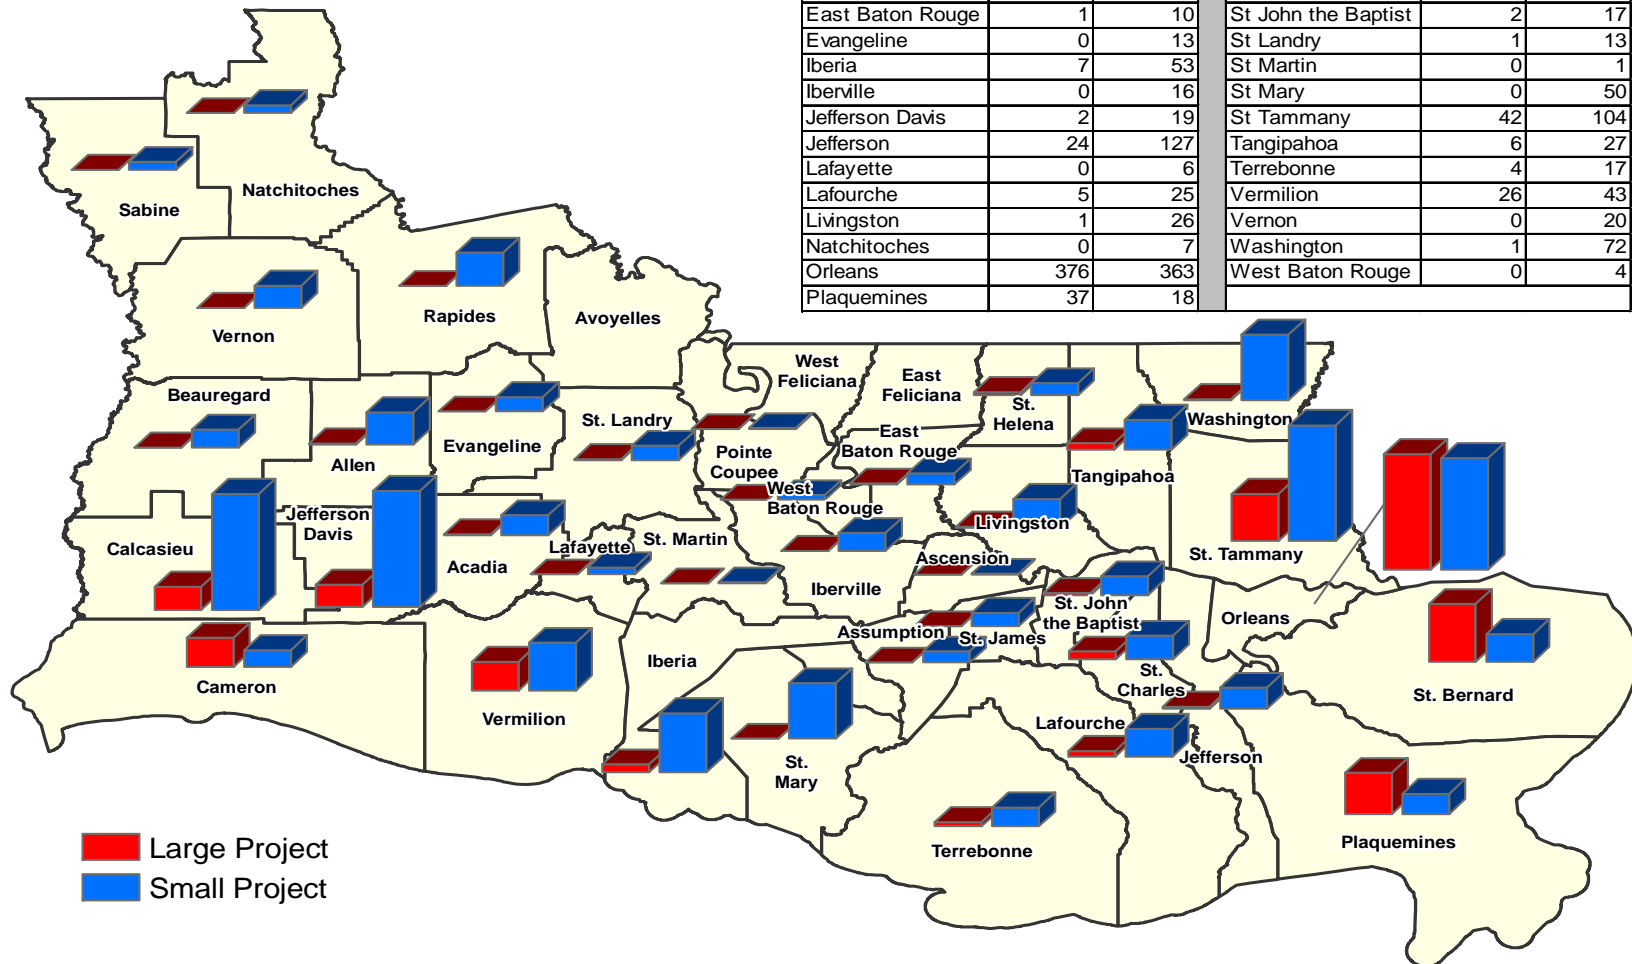 East Baton Rouge 1 10 St John the Baptist 2 17
Evangeline 0 13 St Landry 1 13
Iberia 7 53 St Martin 0 1
Iberville 0 16 St Mary 0 50
Jefferson Davis 2 19 St Tammany 42 104
Jefferson 24 127 Tangipahoa 6 27
Lafayette 0 6 Terrebonne 4 17
Lafourche 5 25 Vermilion 26 43
Livingston 1 26 Vernon 0 20
Natchitoches 0 7 Washington 1 72
Orleans 376 363 West Baton Rouge 0 4
Plaquemines 37 18
Natchitoches
Sabine
Rapides
Avoyelles
Vernon
West
Feliciana
East
Feliciana
Beauregard
St.
Helena
Washington
St. Landry
East
Baton Rouge
Evangeline
Allen
Pointe
Coupee
Tangipahoa
West
Baton Rouge
Jefferson
Davis
Livingston
Calcasieu
Lafayette
St. Martin
St. Tammany
Ascension
Acadia
Iberville
St. John
the Baptist
Orleans
Assumption
St. James
Iberia
St.
Charles
Cameron
St. Bernard
Vermilion
Lafourche
Jefferson
St.
Mary
Plaquemines
Terrebonne
Large Project
Small Project